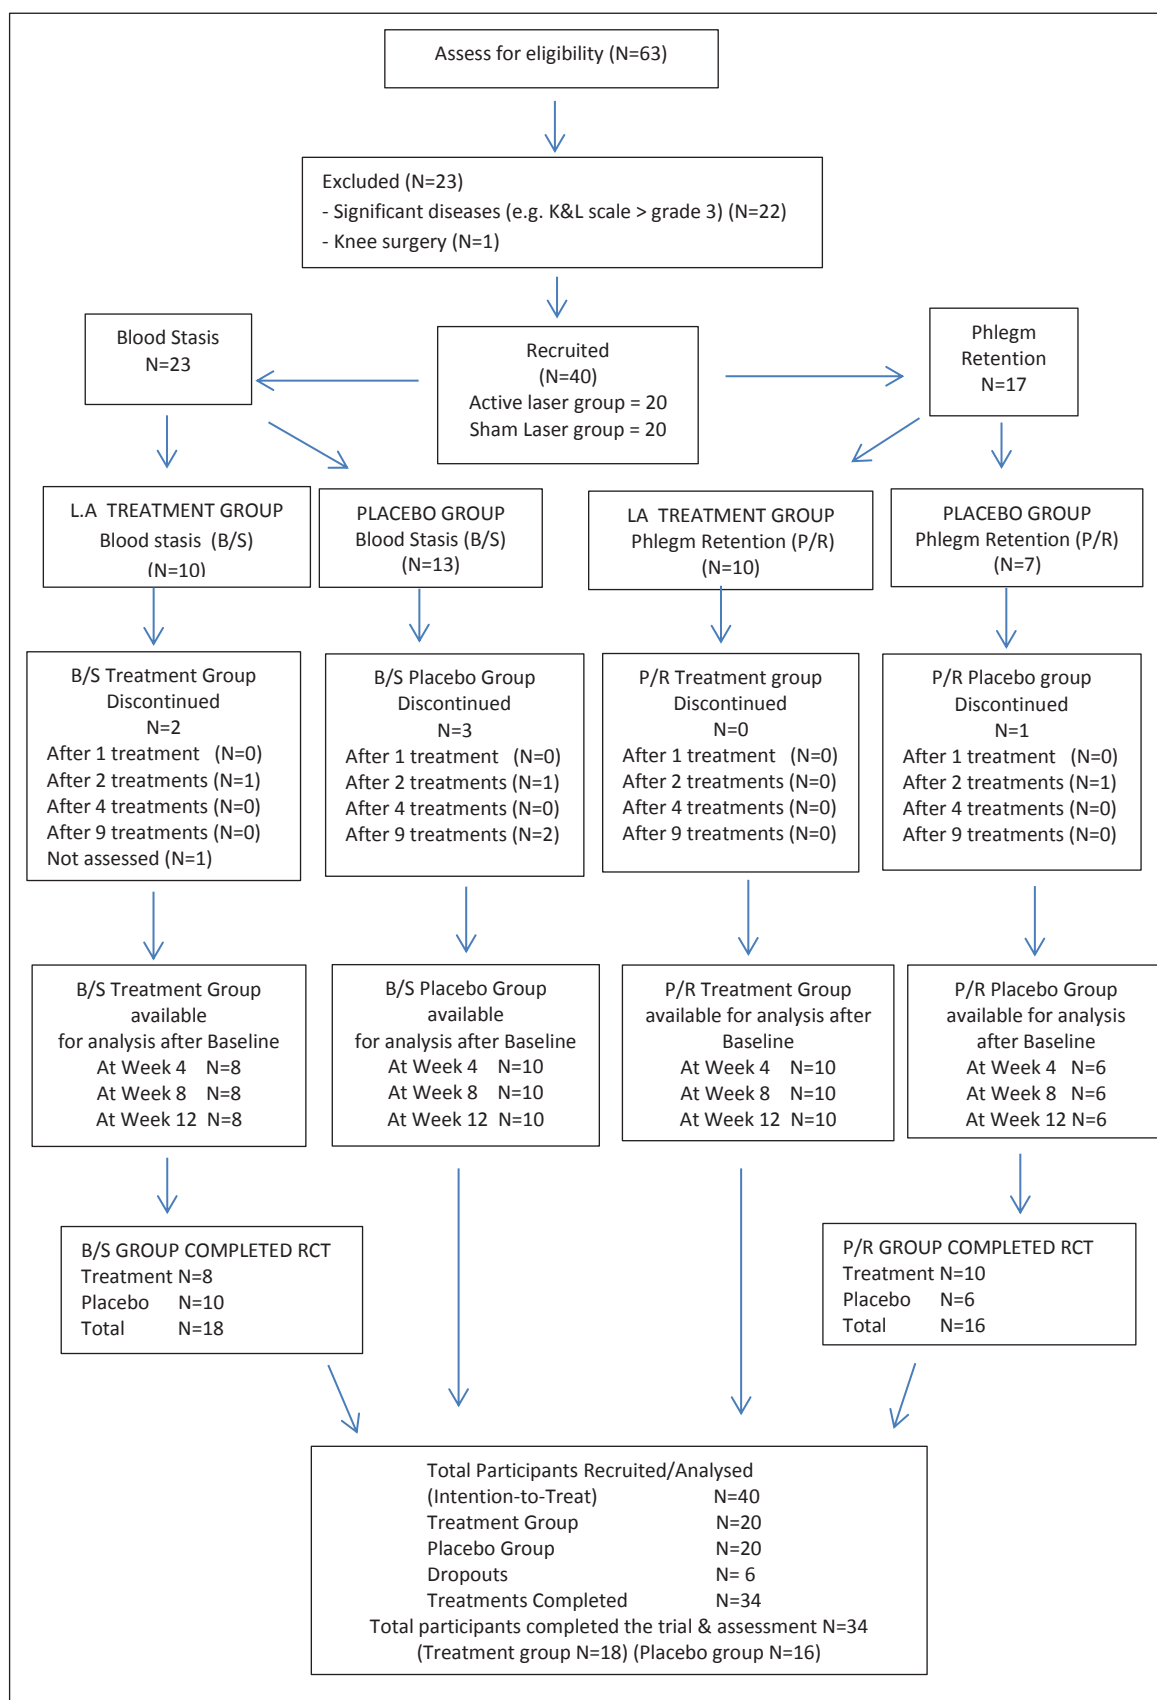 Assess for eligibility (N=63)
Excluded (N=23)
- Significant diseases (e.g. K&L scale > grade 3) (N=22)
- Knee surgery (N=1)
Blood Stasis
N=23
Recruited
(N=40)
Active laser group = 20
Sham Laser group = 20
Phlegm
Retention
N=17
L.A TREATMENT GROUP
Blood stasis (B/S)
(N=10)
PLACEBO GROUP
Blood Stasis (B/S)
(N=13)
LA TREATMENT GROUP
Phlegm Retention (P/R)
(N=10)
PLACEBO GROUP
Phlegm Retention (P/R)
(N=7)
B/S Treatment Group
Discontinued
N=2
After 1 treatment (N=0)
After 2 treatments (N=1)
After 4 treatments (N=0)
After 9 treatments (N=0)
Not assessed (N=1)
B/S Placebo Group
Discontinued
N=3
After 1 treatment (N=0)
After 2 treatments (N=1)
After 4 treatments (N=0)
After 9 treatments (N=2)
P/R Treatment group
Discontinued
N=0
After 1 treatment (N=0)
After 2 treatments (N=0)
After 4 treatments (N=0)
After 9 treatments (N=0)
P/R Placebo group
Discontinued
N=1
After 1 treatment (N=0)
After 2 treatments (N=1)
After 4 treatments (N=0)
After 9 treatments (N=0)
B/S Treatment Group
available
for analysis after Baseline
At Week 4 N=8
At Week 8 N=8
At Week 12 N=8
B/S Placebo Group
available
for analysis after Baseline
At Week 4 N=10
At Week 8 N=10
At Week 12 N=10
P/R Treatment Group
available for analysis after
Baseline
At Week 4 N=10
At Week 8 N=10
At Week 12 N=10
P/R Placebo Group
available for analysis
after Baseline
At Week 4 N=6
At Week 8 N=6
At Week 12 N=6
B/S GROUP COMPLETED RCT
Treatment N=8
Placebo N=10
Total N=18
P/R GROUP COMPLETED RCT
Treatment N=10
Placebo N=6
Total N=16
Total Participants Recruited/Analysed
(Intention-to-Treat) N=40
Treatment Group N=20
Placebo Group N=20
Dropouts N= 6
Treatments Completed N=34
Total participants completed the trial & assessment N=34
(Treatment group N=18) (Placebo group N=16)